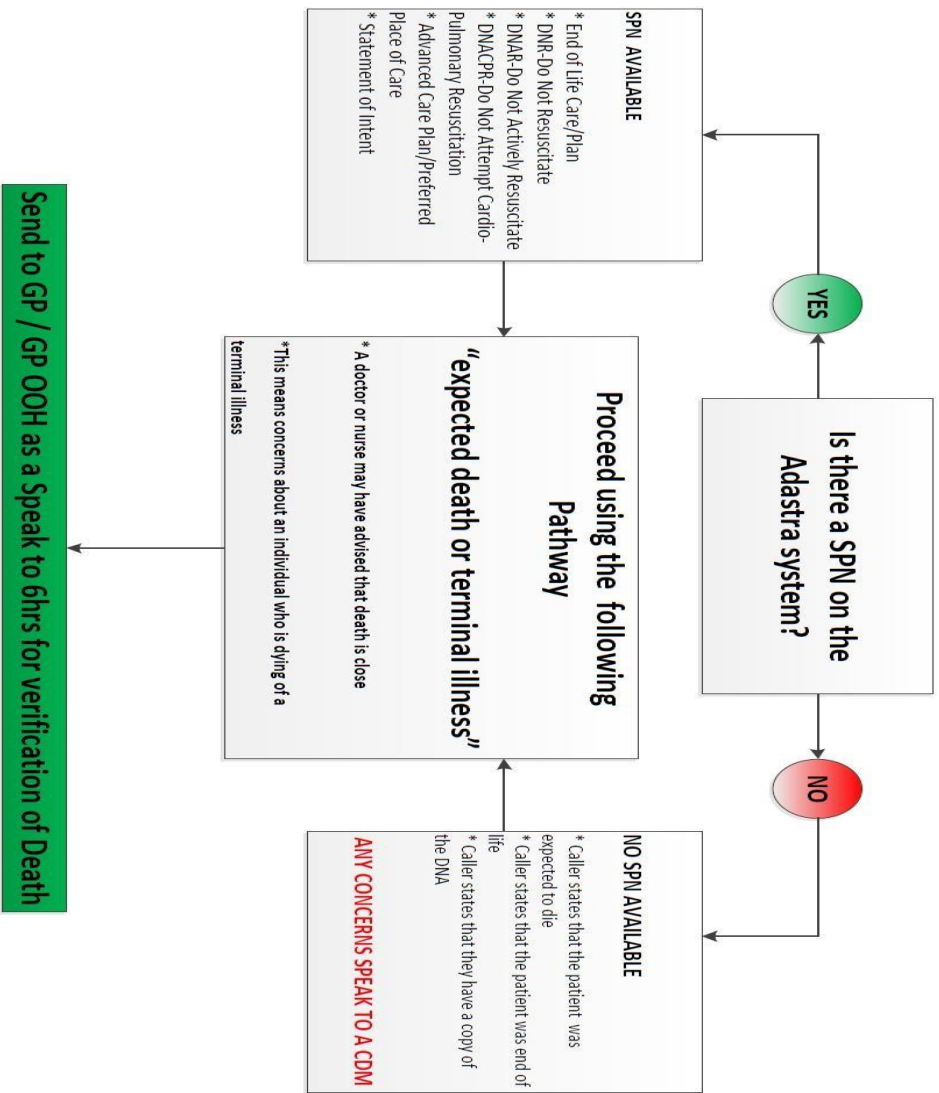 Is there a SPN on the
Adastra system?
YES
NO
SPN AVAILABLE
* End of Life Care/Plan
* DNR-Do Not Resuscitate
* DNAR-Do Not Actively Resuscitate
* DNACPR-Do Not Attempt Cardio-
Pulmonary Resuscitation
* Advanced Care Plan/Preferred
Place of Care
* Statement of Intent
Proceed using the following
Pathway
“expected death or terminal illness”
* A doctor or nurse may have advised that death is close
*This means concerns about an individual who is dying of a
terminal illness
NO SPN AVAILABLE
* Caller states that the patient was
expected to die
* Caller states that the patient was end of
life
* Caller states that they have a copy of
the DNA
ANY CONCERNS SPEAK TO A CDM
Send to GP / GP OOH as a Speak to 6hrs for verification of Death